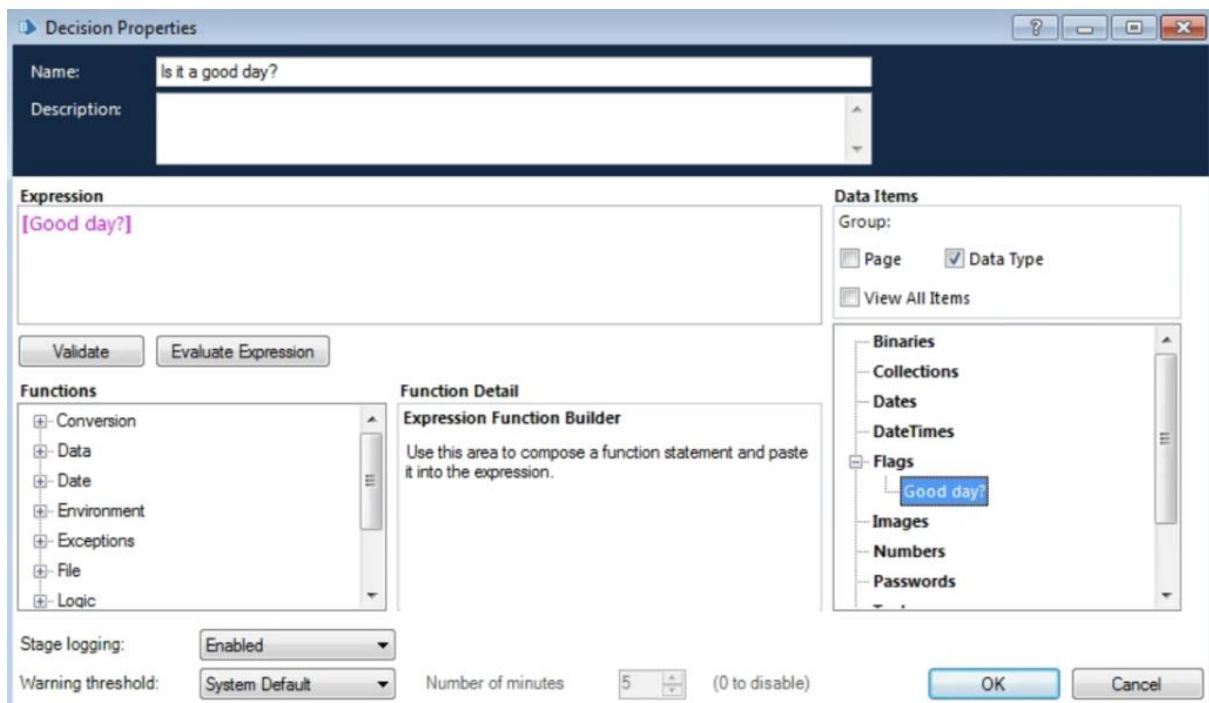 Decision Properties
Name: Is it a good day?
Description:
Expression
[Good day?]
Validate Evaluate Expression
Functions
Conversion
Data
Date
Environment
Exceptions
File
Logic
Function Detail
Expression Function Builder
Use this area to compose a function statement and paste
it into the expression.
Data Items
Group:
Page Data Type
View All Items
Binaries
Collections
Dates
DateTimes
Flags
Good day?
Images
Numbers
Passwords
Stage logging: Enabled
Warning threshold: System Default Number of minutes 5 (0 to disable)
OK Cancel